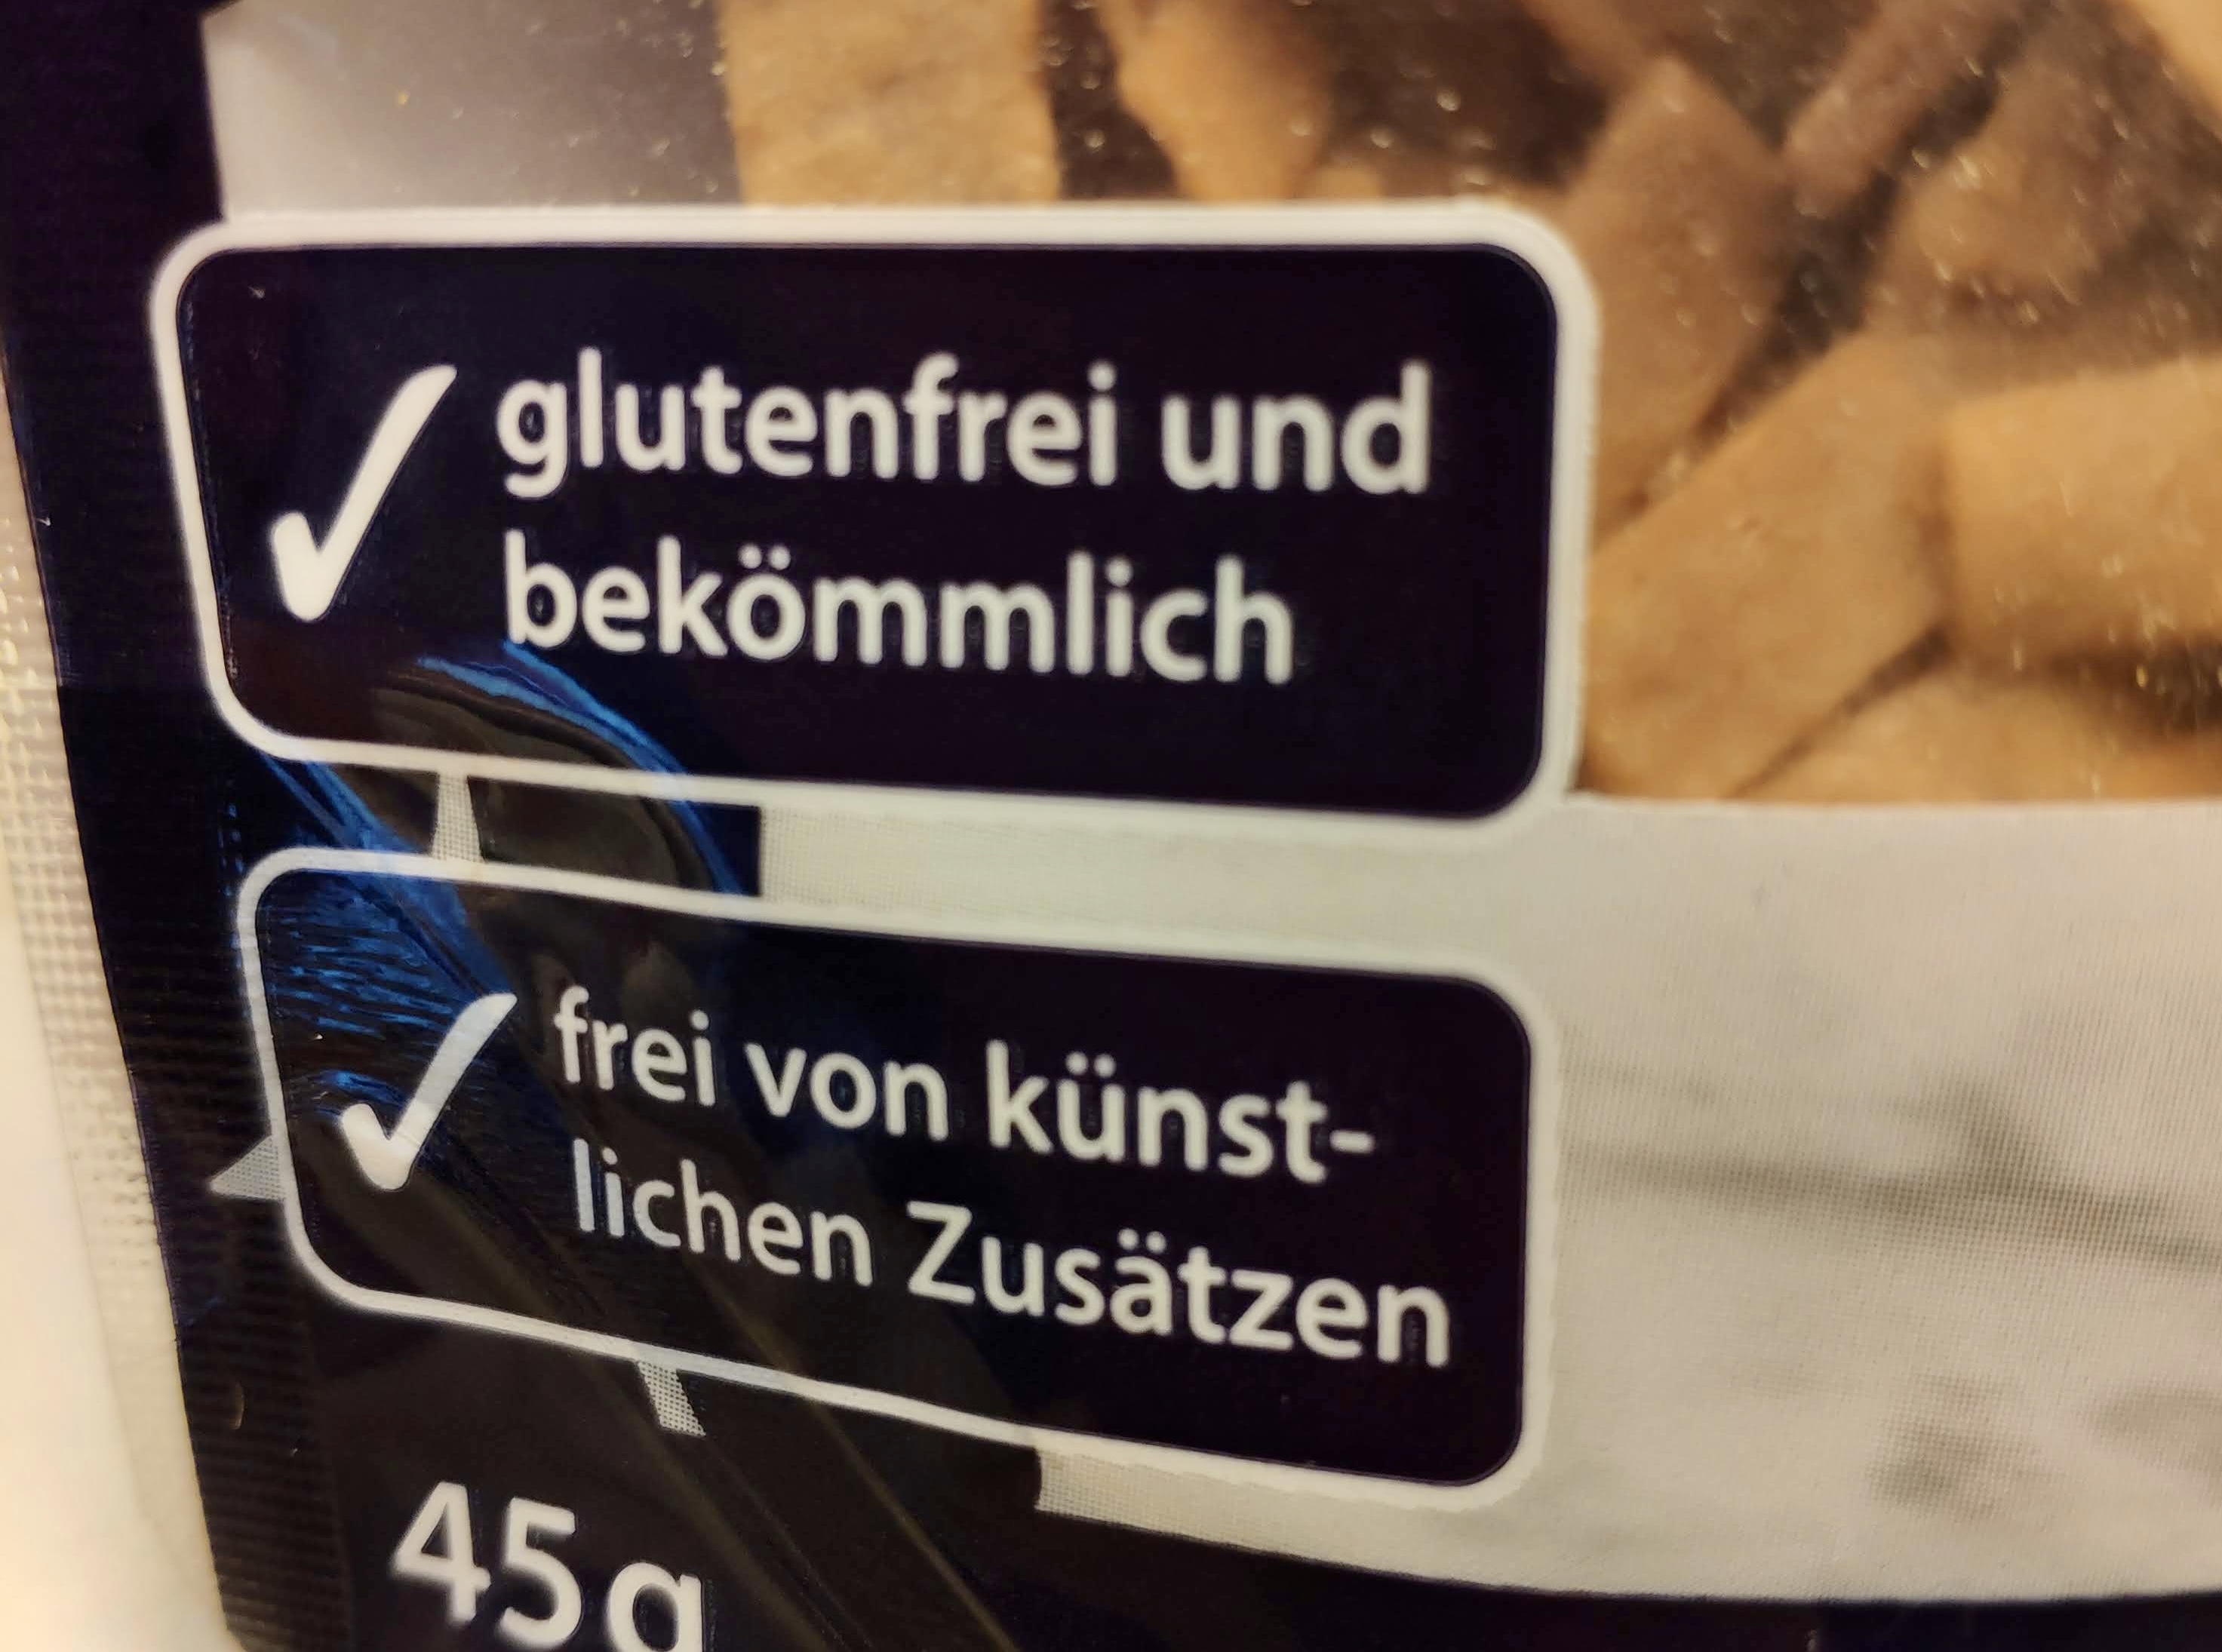 ✓ glutenfrei und
bekömmlich
✓ frei von künst-
lichen Zusätzen
45g